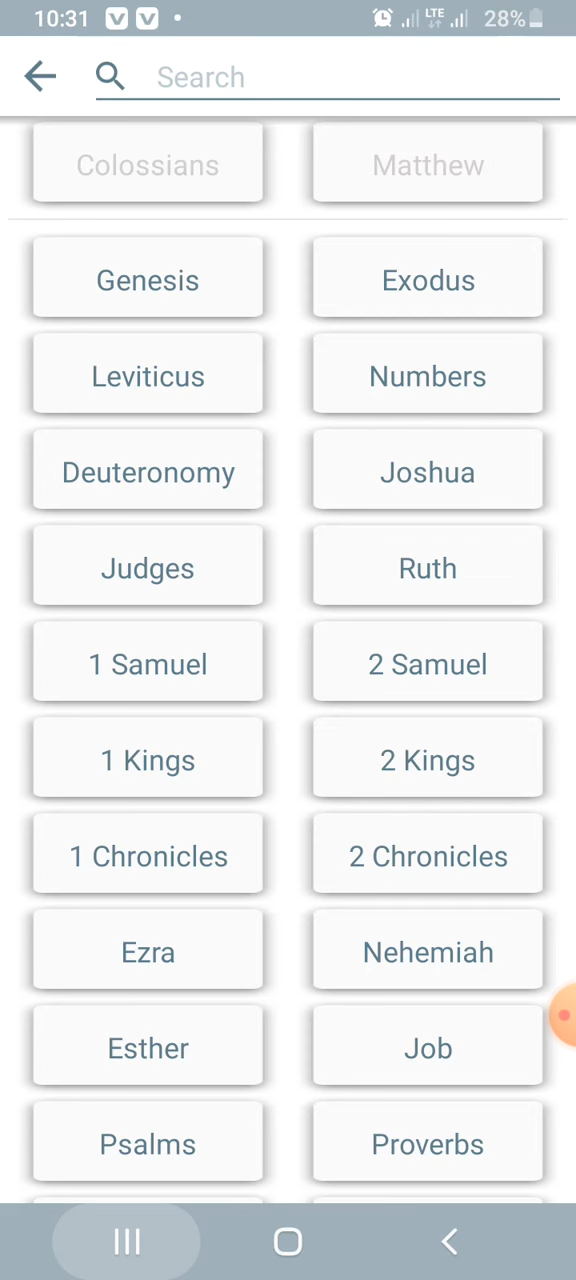 10:31 LTE 28%
Search
Colossians Matthew
Genesis Exodus
Leviticus Numbers
Deuteronomy Joshua
Judges Ruth
1 Samuel 2 Samuel
1 Kings 2 Kings
1 Chronicles 2 Chronicles
Ezra Nehemiah
Esther Job
Psalms Proverbs